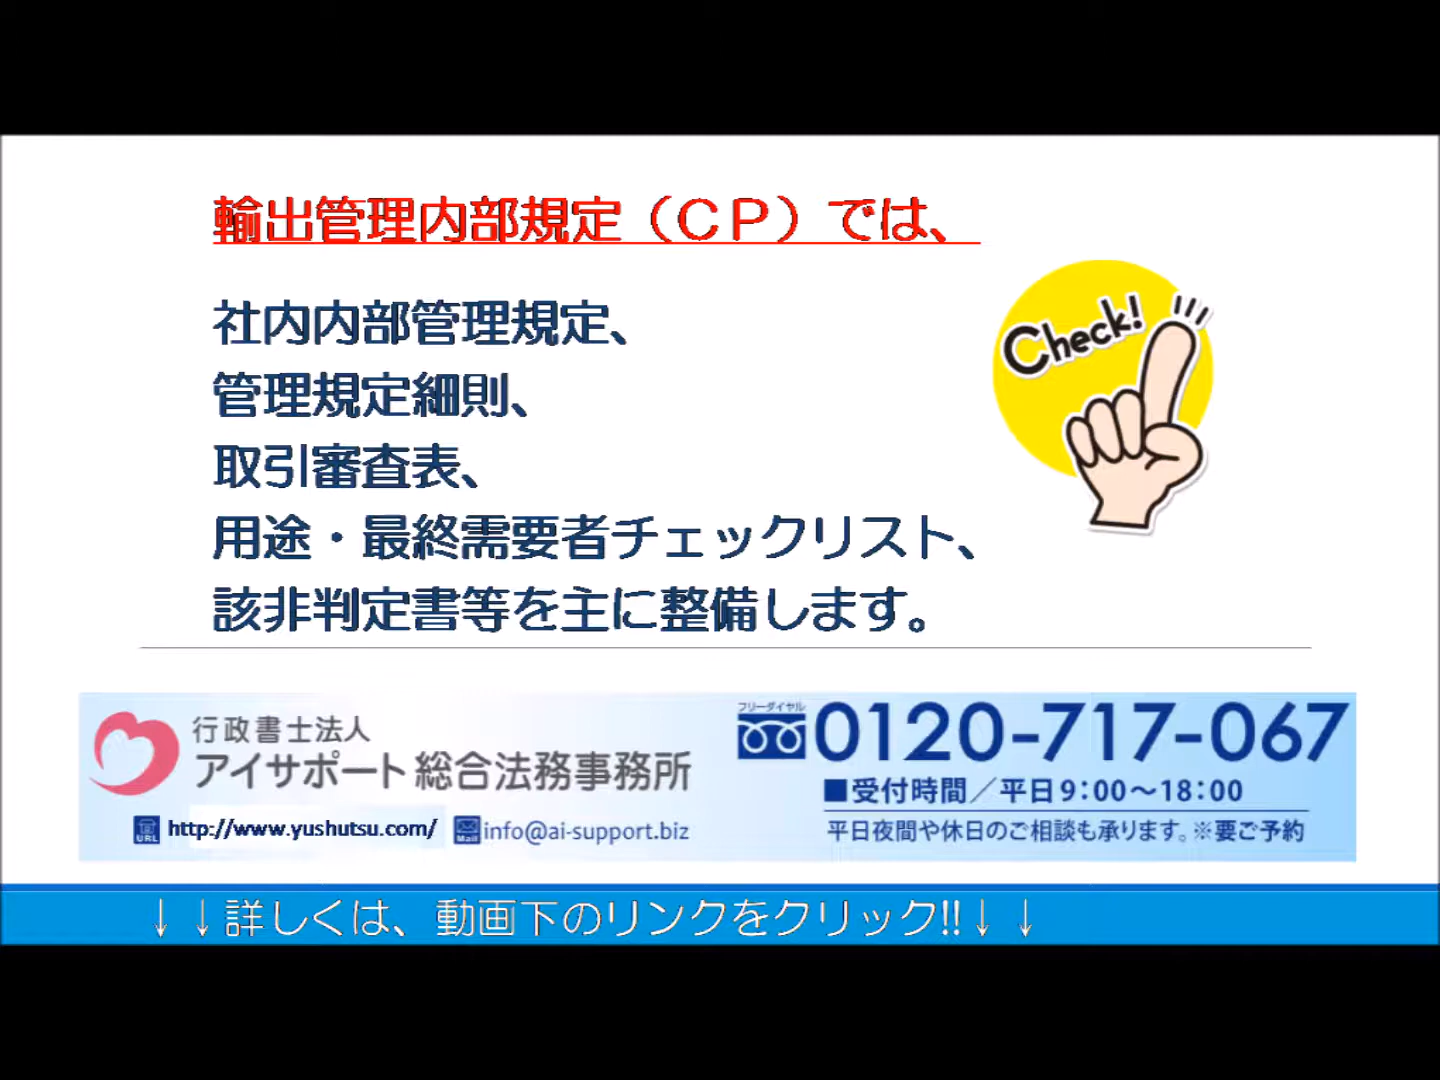 輸出管理内部規定（ＣＰ）では、
社内内部管理規定、
管理規定細則、
取引審査表、
用途・最終需要者チェックリスト、
該非判定書等を主に整備します。
Check!
行政書士法人
アイサポート総合法務事務所
URL http://www.yushutsu.com/
Mail info@ai-support.biz
フリーダイヤル
0120-717-067
■受付時間／平日9:00～18:00
平日夜間や休日のご相談も承ります。※要ご予約
↓↓詳しくは、動画下のリンクをクリック!!↓↓